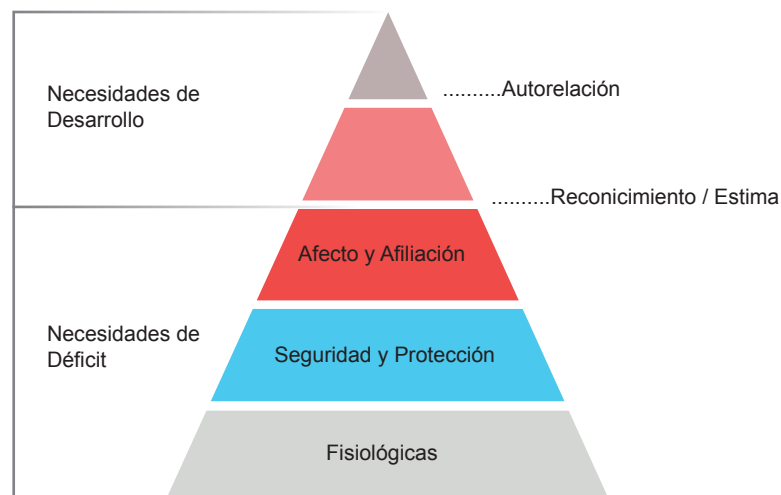 Necesidades de
Desarrollo
..........Autorelación
..........Reconicimiento / Estima
Afecto y Afiliación
Necesidades de
Déficit
Seguridad y Protección
Fisiológicas